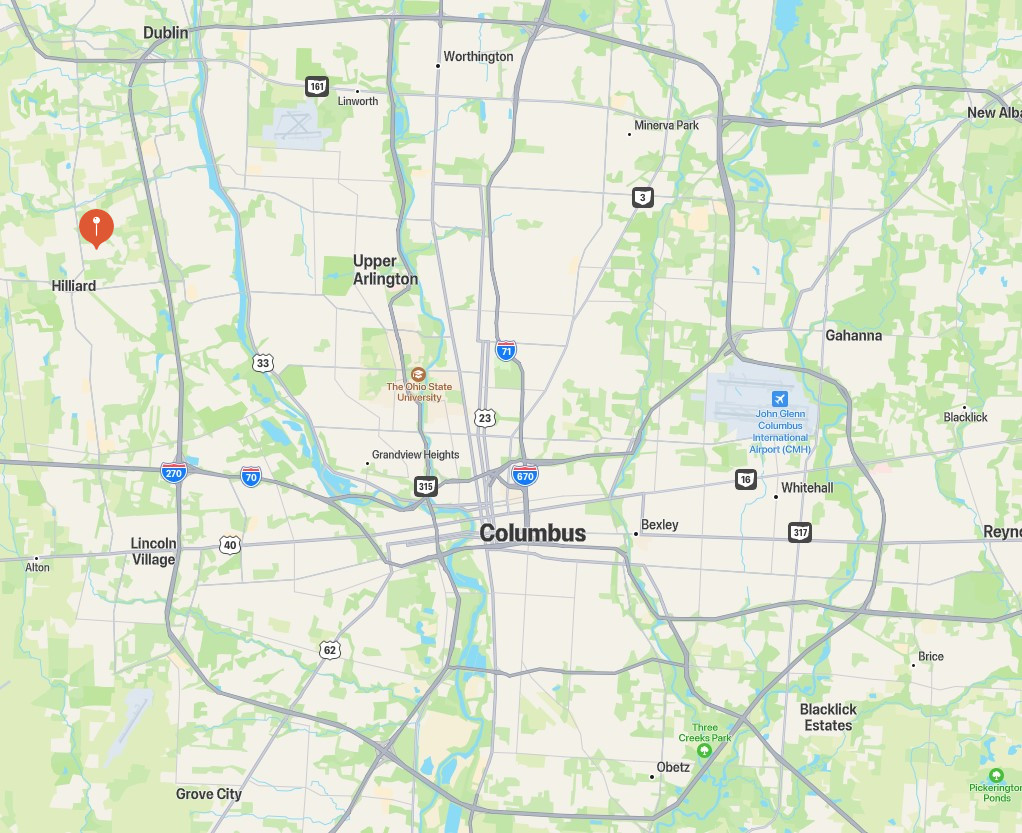 Dublin
Worthington
161
Linworth
New Alba
Minerva Park
3
Upper
Arlington
Hilliard
Gahanna
71
33
The Ohio State
University
John Glenn
Columbus
International
Airport (CMH)
23
Blacklick
Grandview Heights
270
70
670
315
16
Whitehall
Columbus
Bexley
317
Reyno
40
Lincoln
Village
Alton
62
Brice
Blacklick
Estates
Three
Creeks Park
Obetz
Pickerington
Ponds
Grove City